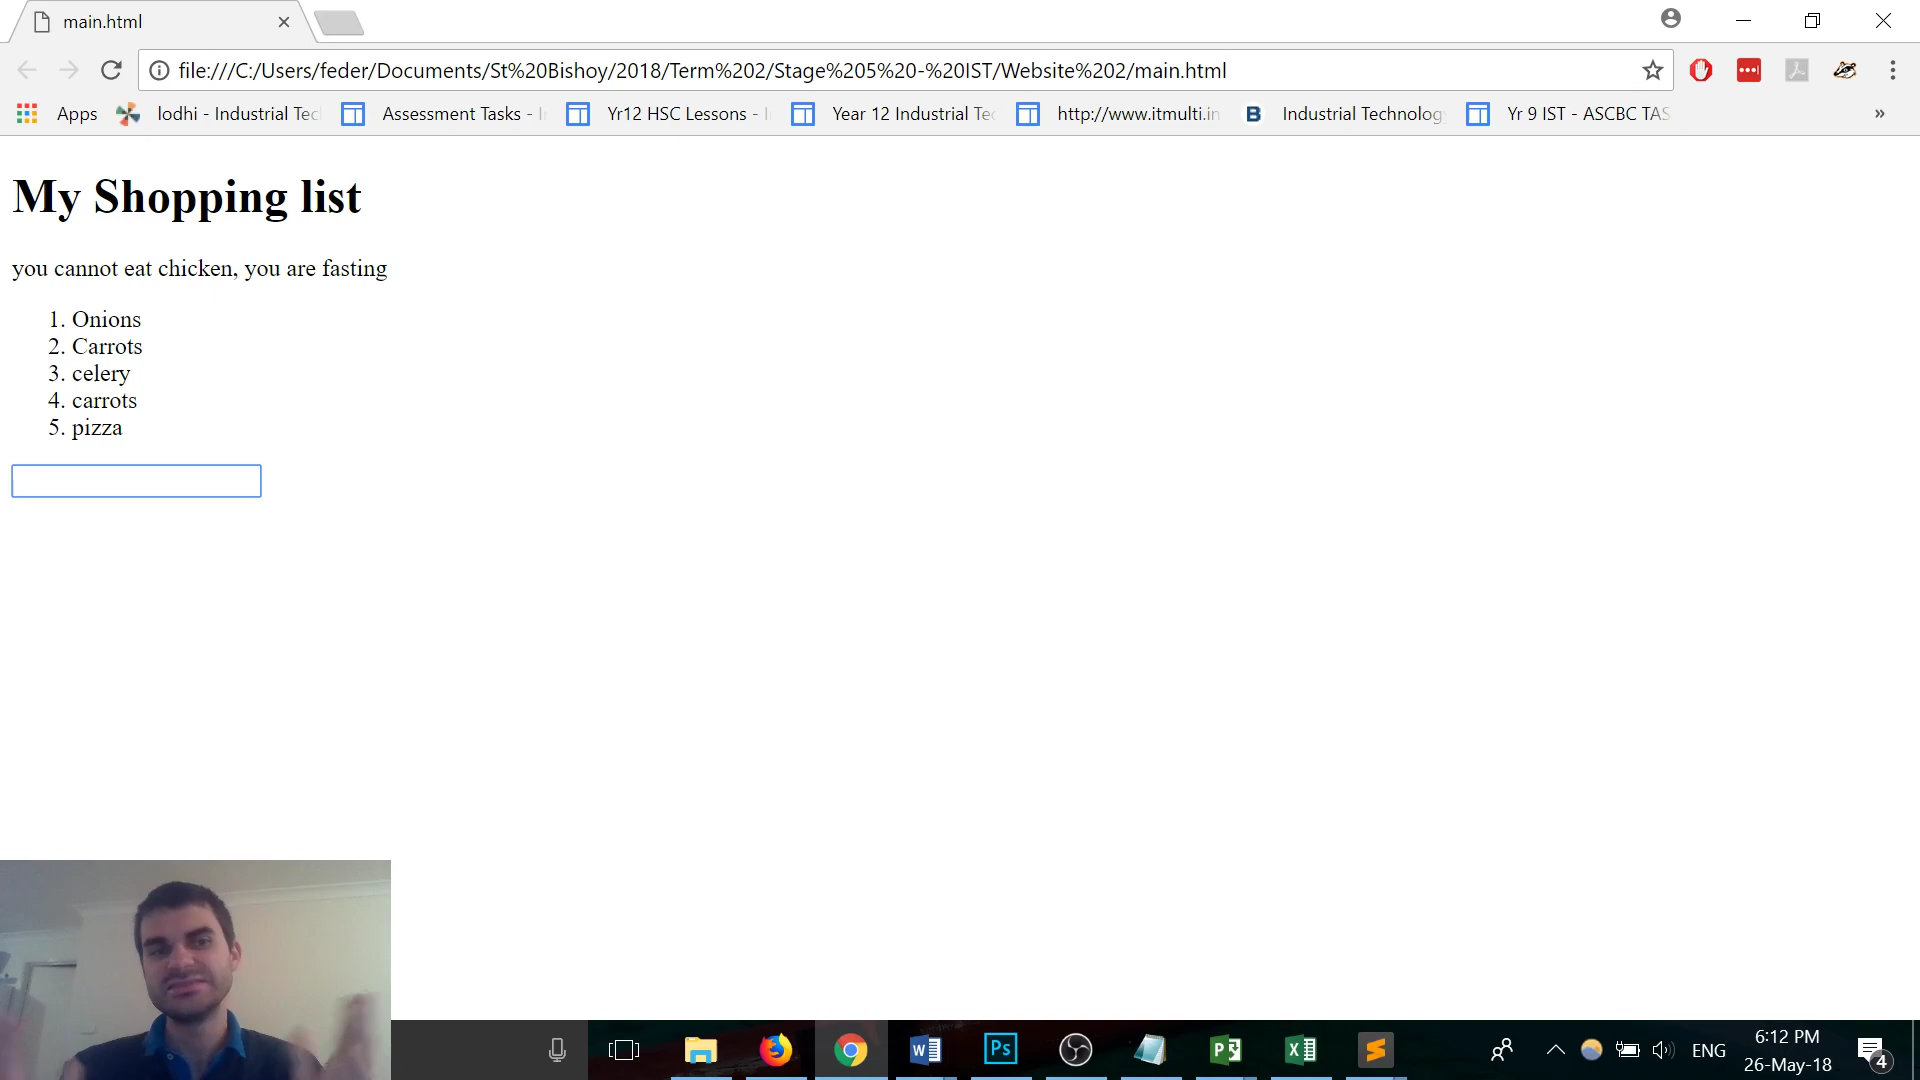 main.html
file:///C:/Users/feder/Documents/St%20Bishoy/2018/Term%202/Stage%205%20-%20IST/Website%202/main.html
Apps lodhi - Industrial Tec Assessment Tasks - Yr12 HSC Lessons - Year 12 Industrial Te http://www.itmulti.in Industrial Technolog Yr 9 IST - ASCBC TAS »
My Shopping list
you cannot eat chicken, you are fasting
1. Onions
2. Carrots
3. celery
4. carrots
5. pizza
Ps
ENG
6:12 PM
26-May-18
4